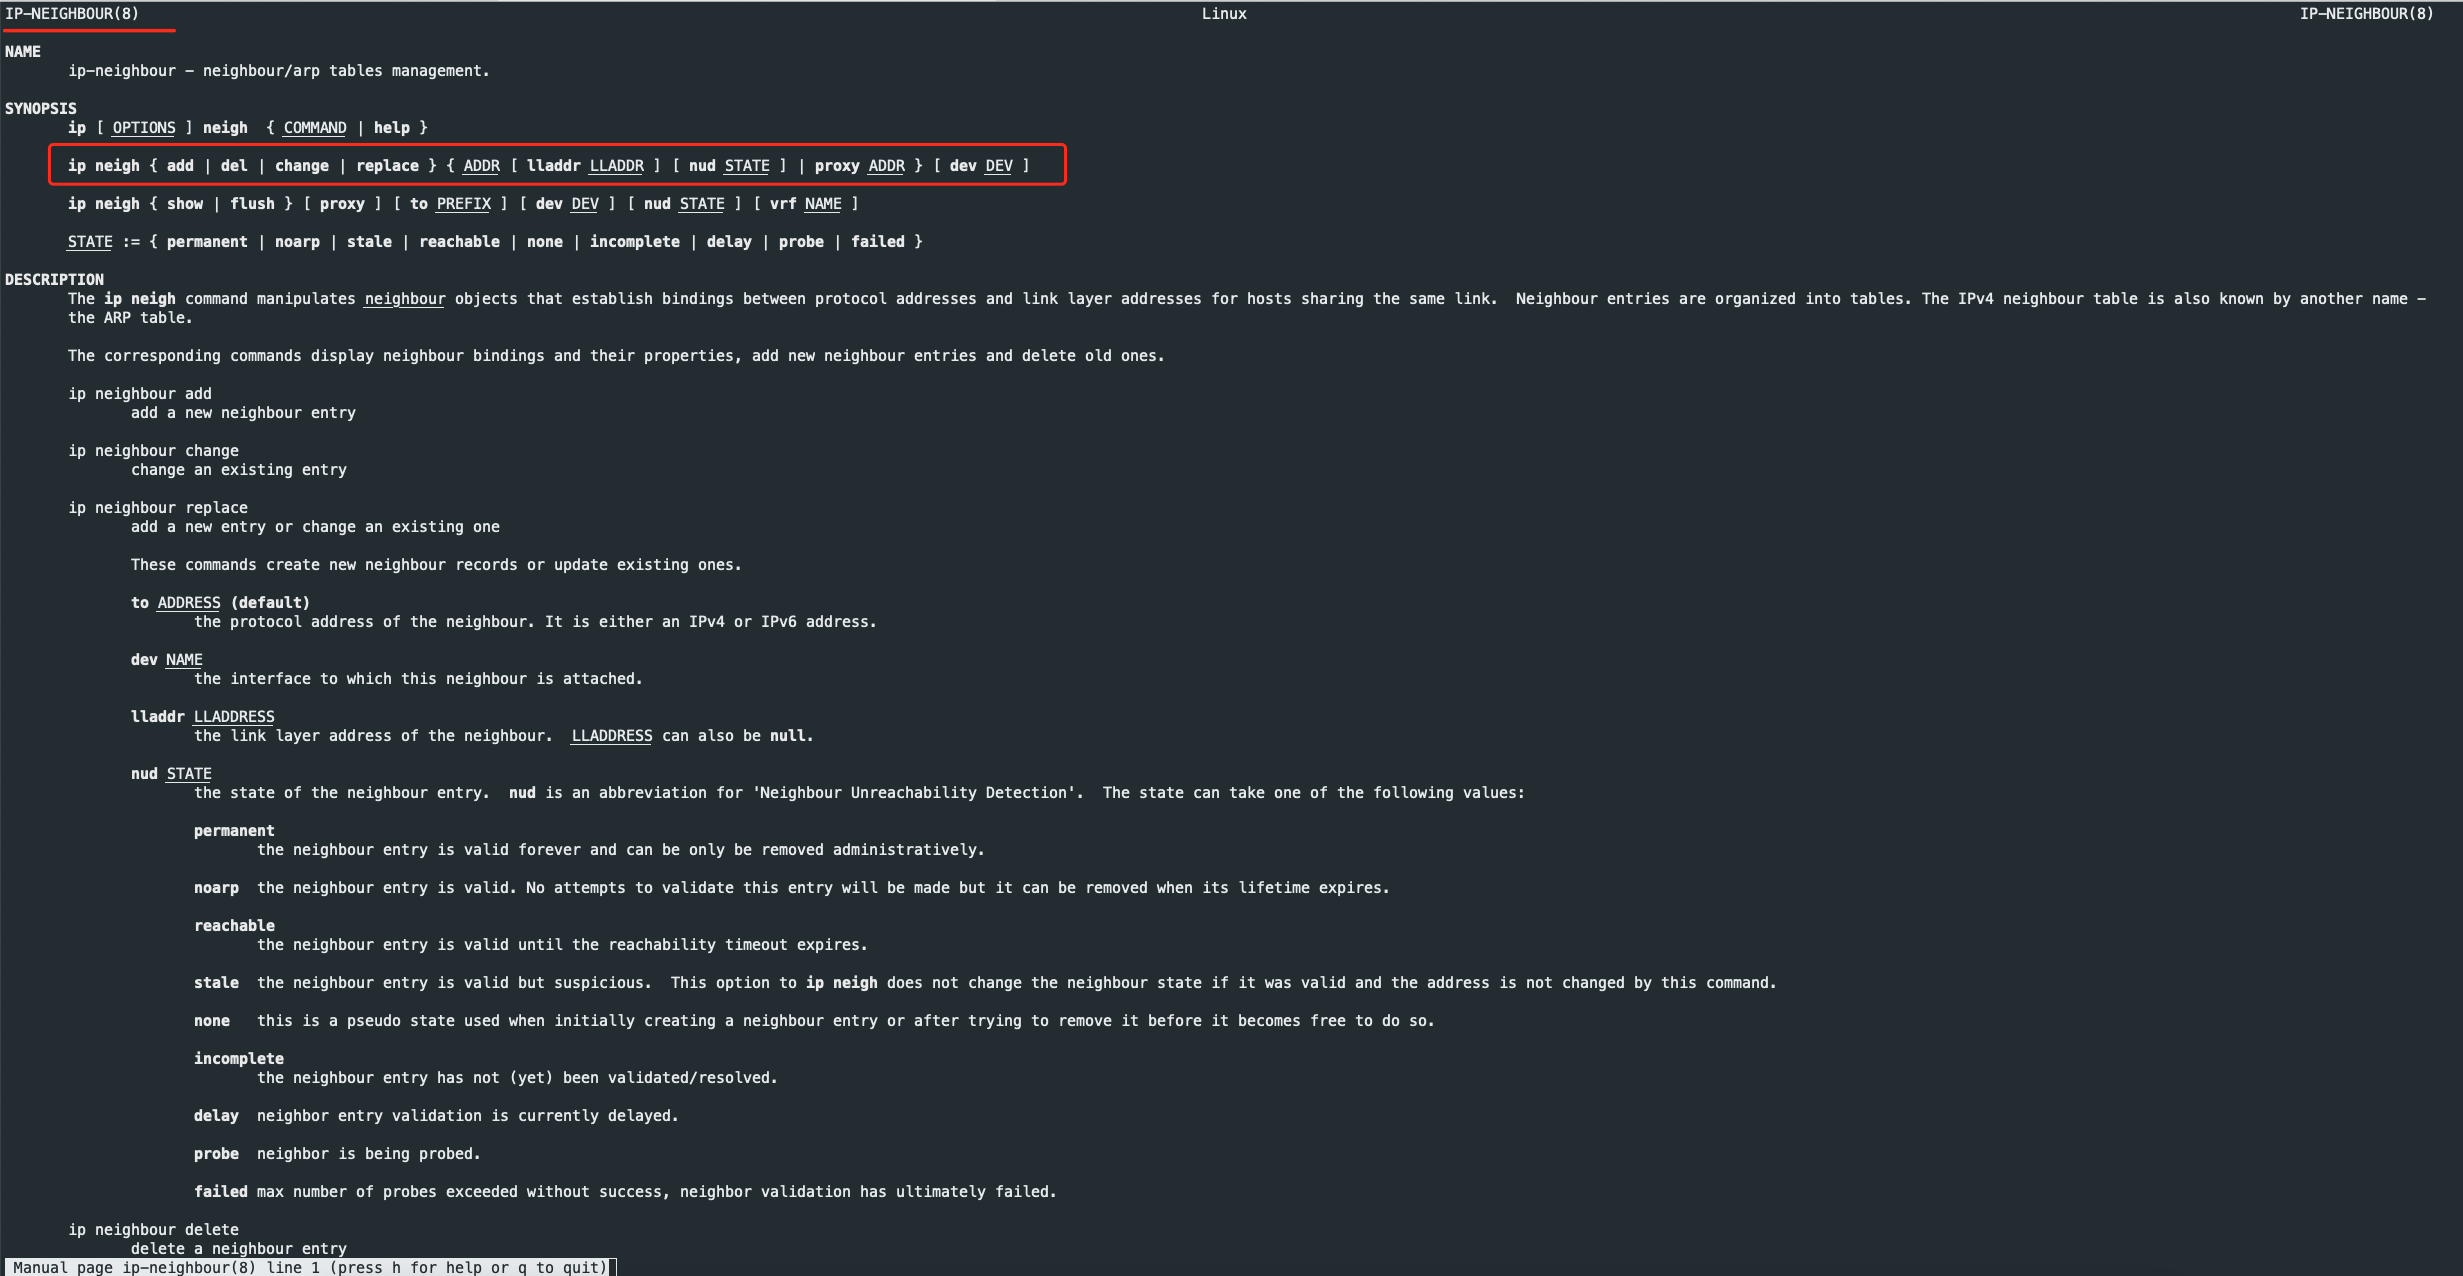 IP-NEIGHBOUR(8) Linux IP-NEIGHBOUR(8)
NAME
ip-neighbour - neighbour/arp tables management.
SYNOPSIS
ip [ OPTIONS ] neigh  { COMMAND | help }
ip neigh { add | del | change | replace } { ADDR [ lladdr LLADDR ] [ nud STATE ] | proxy ADDR } [ dev DEV ]
ip neigh { show | flush } [ proxy ] [ to PREFIX ] [ dev DEV ] [ nud STATE ] [ vrf NAME ]
STATE := { permanent | noarp | stale | reachable | none | incomplete | delay | probe | failed }
DESCRIPTION
The ip neigh command manipulates neighbour objects that establish bindings between protocol addresses and link layer addresses for hosts sharing the same link.  Neighbour entries are organized into tables. The IPv4 neighbour table is also known by another name -
the ARP table.
The corresponding commands display neighbour bindings and their properties, add new neighbour entries and delete old ones.
ip neighbour add
add a new neighbour entry
ip neighbour change
change an existing entry
ip neighbour replace
add a new entry or change an existing one
These commands create new neighbour records or update existing ones.
to ADDRESS (default)
the protocol address of the neighbour. It is either an IPv4 or IPv6 address.
dev NAME
the interface to which this neighbour is attached.
lladdr LLADDRESS
the link layer address of the neighbour.  LLADDRESS can also be null.
nud STATE
the state of the neighbour entry.  nud is an abbreviation for 'Neighbour Unreachability Detection'.  The state can take one of the following values:
permanent
the neighbour entry is valid forever and can be only be removed administratively.
noarp  the neighbour entry is valid. No attempts to validate this entry will be made but it can be removed when its lifetime expires.
reachable
the neighbour entry is valid until the reachability timeout expires.
stale  the neighbour entry is valid but suspicious.  This option to ip neigh does not change the neighbour state if it was valid and the address is not changed by this command.
none   this is a pseudo state used when initially creating a neighbour entry or after trying to remove it before it becomes free to do so.
incomplete
the neighbour entry has not (yet) been validated/resolved.
delay  neighbor entry validation is currently delayed.
probe  neighbor is being probed.
failed max number of probes exceeded without success, neighbor validation has ultimately failed.
ip neighbour delete
delete a neighbour entry
Manual page ip-neighbour(8) line 1 (press h for help or q to quit)